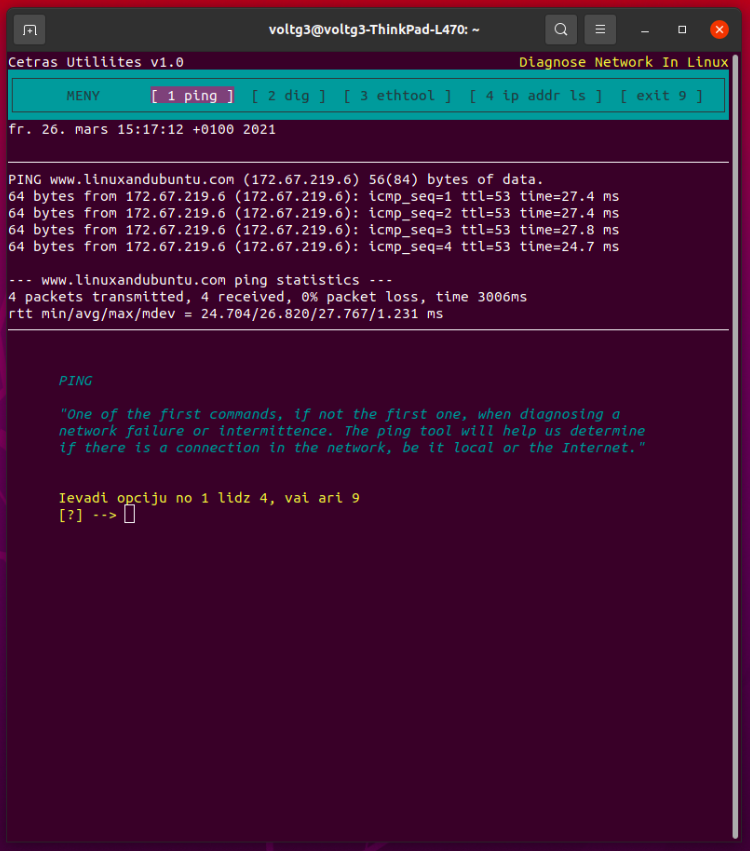 voltg3@voltg3-ThinkPad-L470: ~
Cetras Utillites v1.0 Diagnose Network In Linux
MENY [ 1 ping ] [ 2 dig ] [ 3 ethtool ] [ 4 ip addr ls ] [ exit 9 ]
fr. 26. mars 15:17:12 +0100 2021
PING www.linuxandubuntu.com (172.67.219.6) 56(84) bytes of data.
64 bytes from 172.67.219.6 (172.67.219.6): icmp_seq=1 ttl=53 time=27.4 ms
64 bytes from 172.67.219.6 (172.67.219.6): icmp_seq=2 ttl=53 time=27.4 ms
64 bytes from 172.67.219.6 (172.67.219.6): icmp_seq=3 ttl=53 time=27.8 ms
64 bytes from 172.67.219.6 (172.67.219.6): icmp_seq=4 ttl=53 time=24.7 ms
--- www.linuxandubuntu.com ping statistics ---
4 packets transmitted, 4 received, 0% packet loss, time 3006ms
rtt min/avg/max/mdev = 24.704/26.820/27.767/1.231 ms
PING
"One of the first commands, if not the first one, when diagnosing a
network failure or intermittence. The ping tool will help us determine
if there is a connection in the network, be it local or the Internet."
Ievadi opciju no 1 lidz 4, vai ari 9
[?] -->